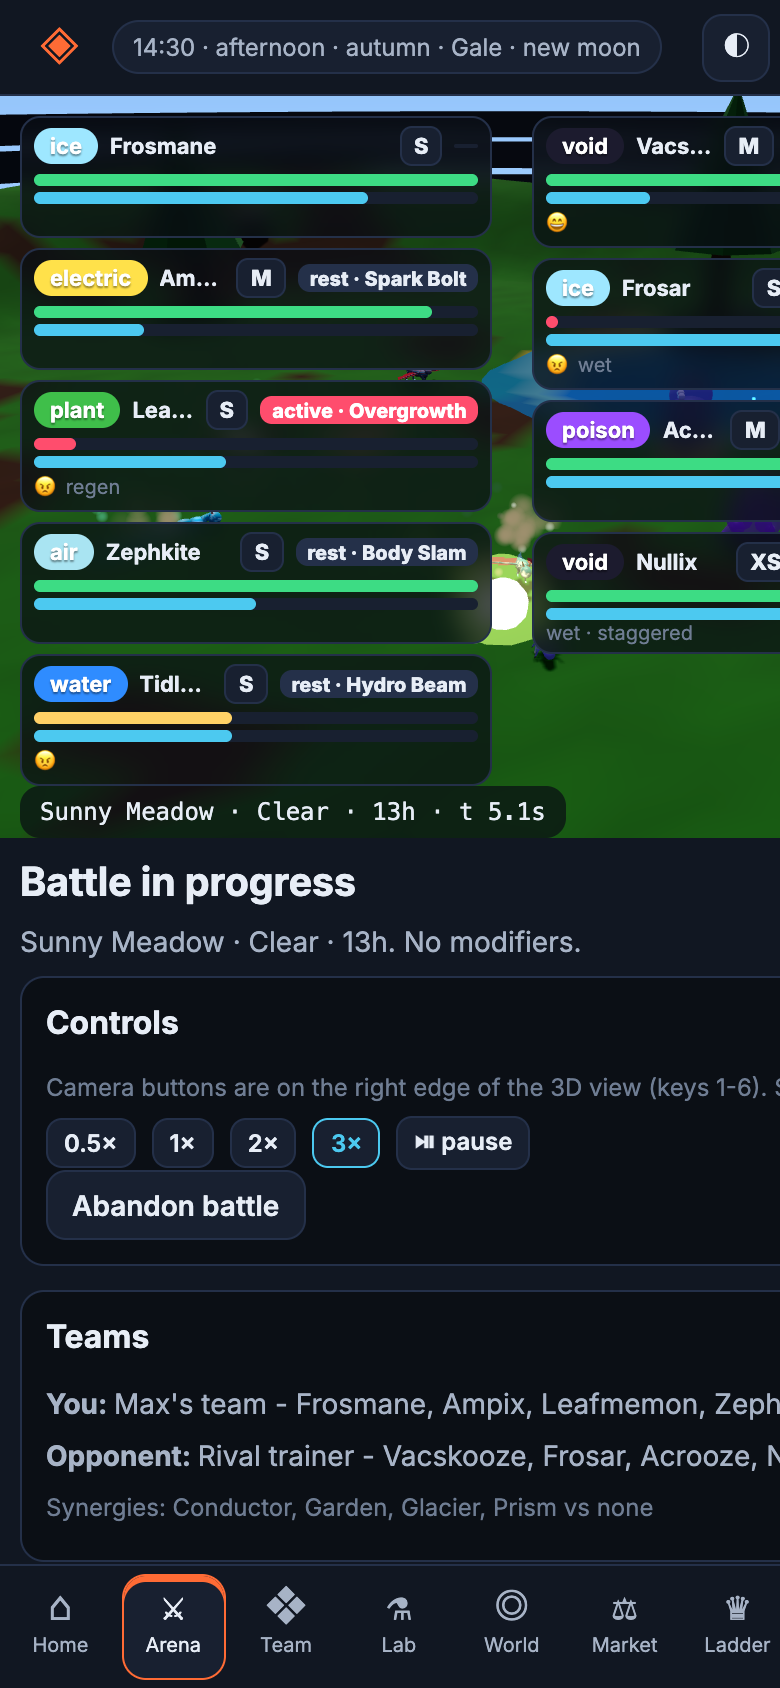 14:30 · afternoon · autumn · Gale · new moon
ice Frosmane S
electric Am... M rest · Spark Bolt
plant Lea... S active · Overgrowth
regen
air Zephkite S rest · Body Slam
water Tidl... S rest · Hydro Beam
void Vacs... M
ice Frosar S
wet
poison Ac... M
void Nullix XS
wet · staggered
Sunny Meadow · Clear · 13h · t 5.1s
Battle in progress
Sunny Meadow · Clear · 13h. No modifiers.
Controls
Camera buttons are on the right edge of the 3D view (keys 1-6). S
0.5× 1× 2× 3× pause
Abandon battle
Teams
You: Max's team - Frosmane, Ampix, Leafmemon, Zeph
Opponent: Rival trainer - Vacskooze, Frosar, Acrooze, N
Synergies: Conductor, Garden, Glacier, Prism vs none
Home Arena Team Lab World Market Ladder